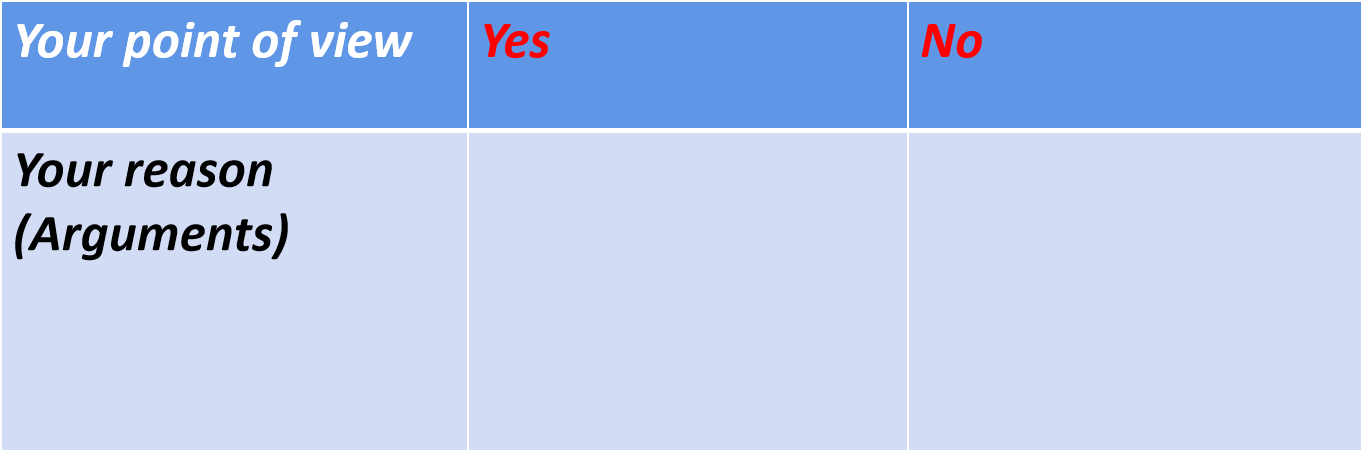 Your point of view
Yes
No
Your reason
(Arguments)